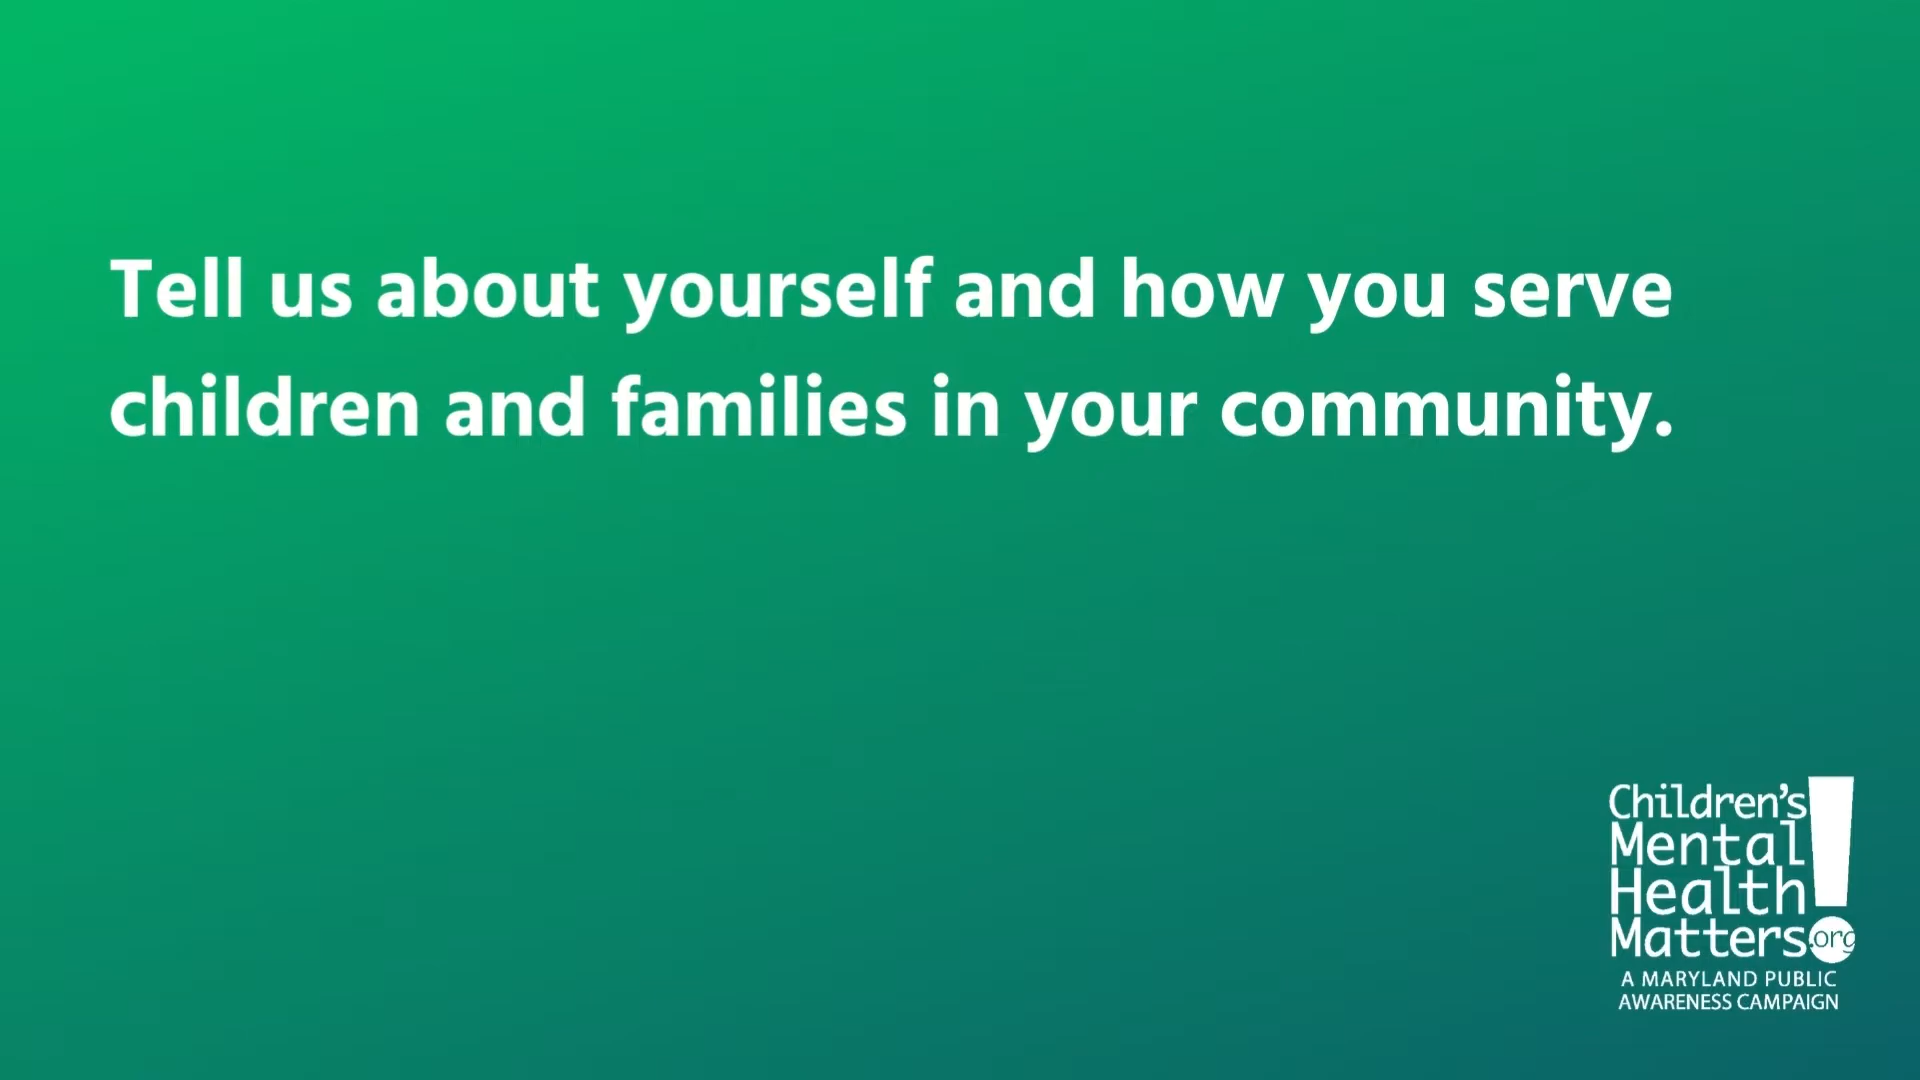 Tell us about yourself and how you serve
children and families in your community.
Children's
Mental
Health
Matters
.org
A MARYLAND PUBLIC
AWARENESS CAMPAIGN